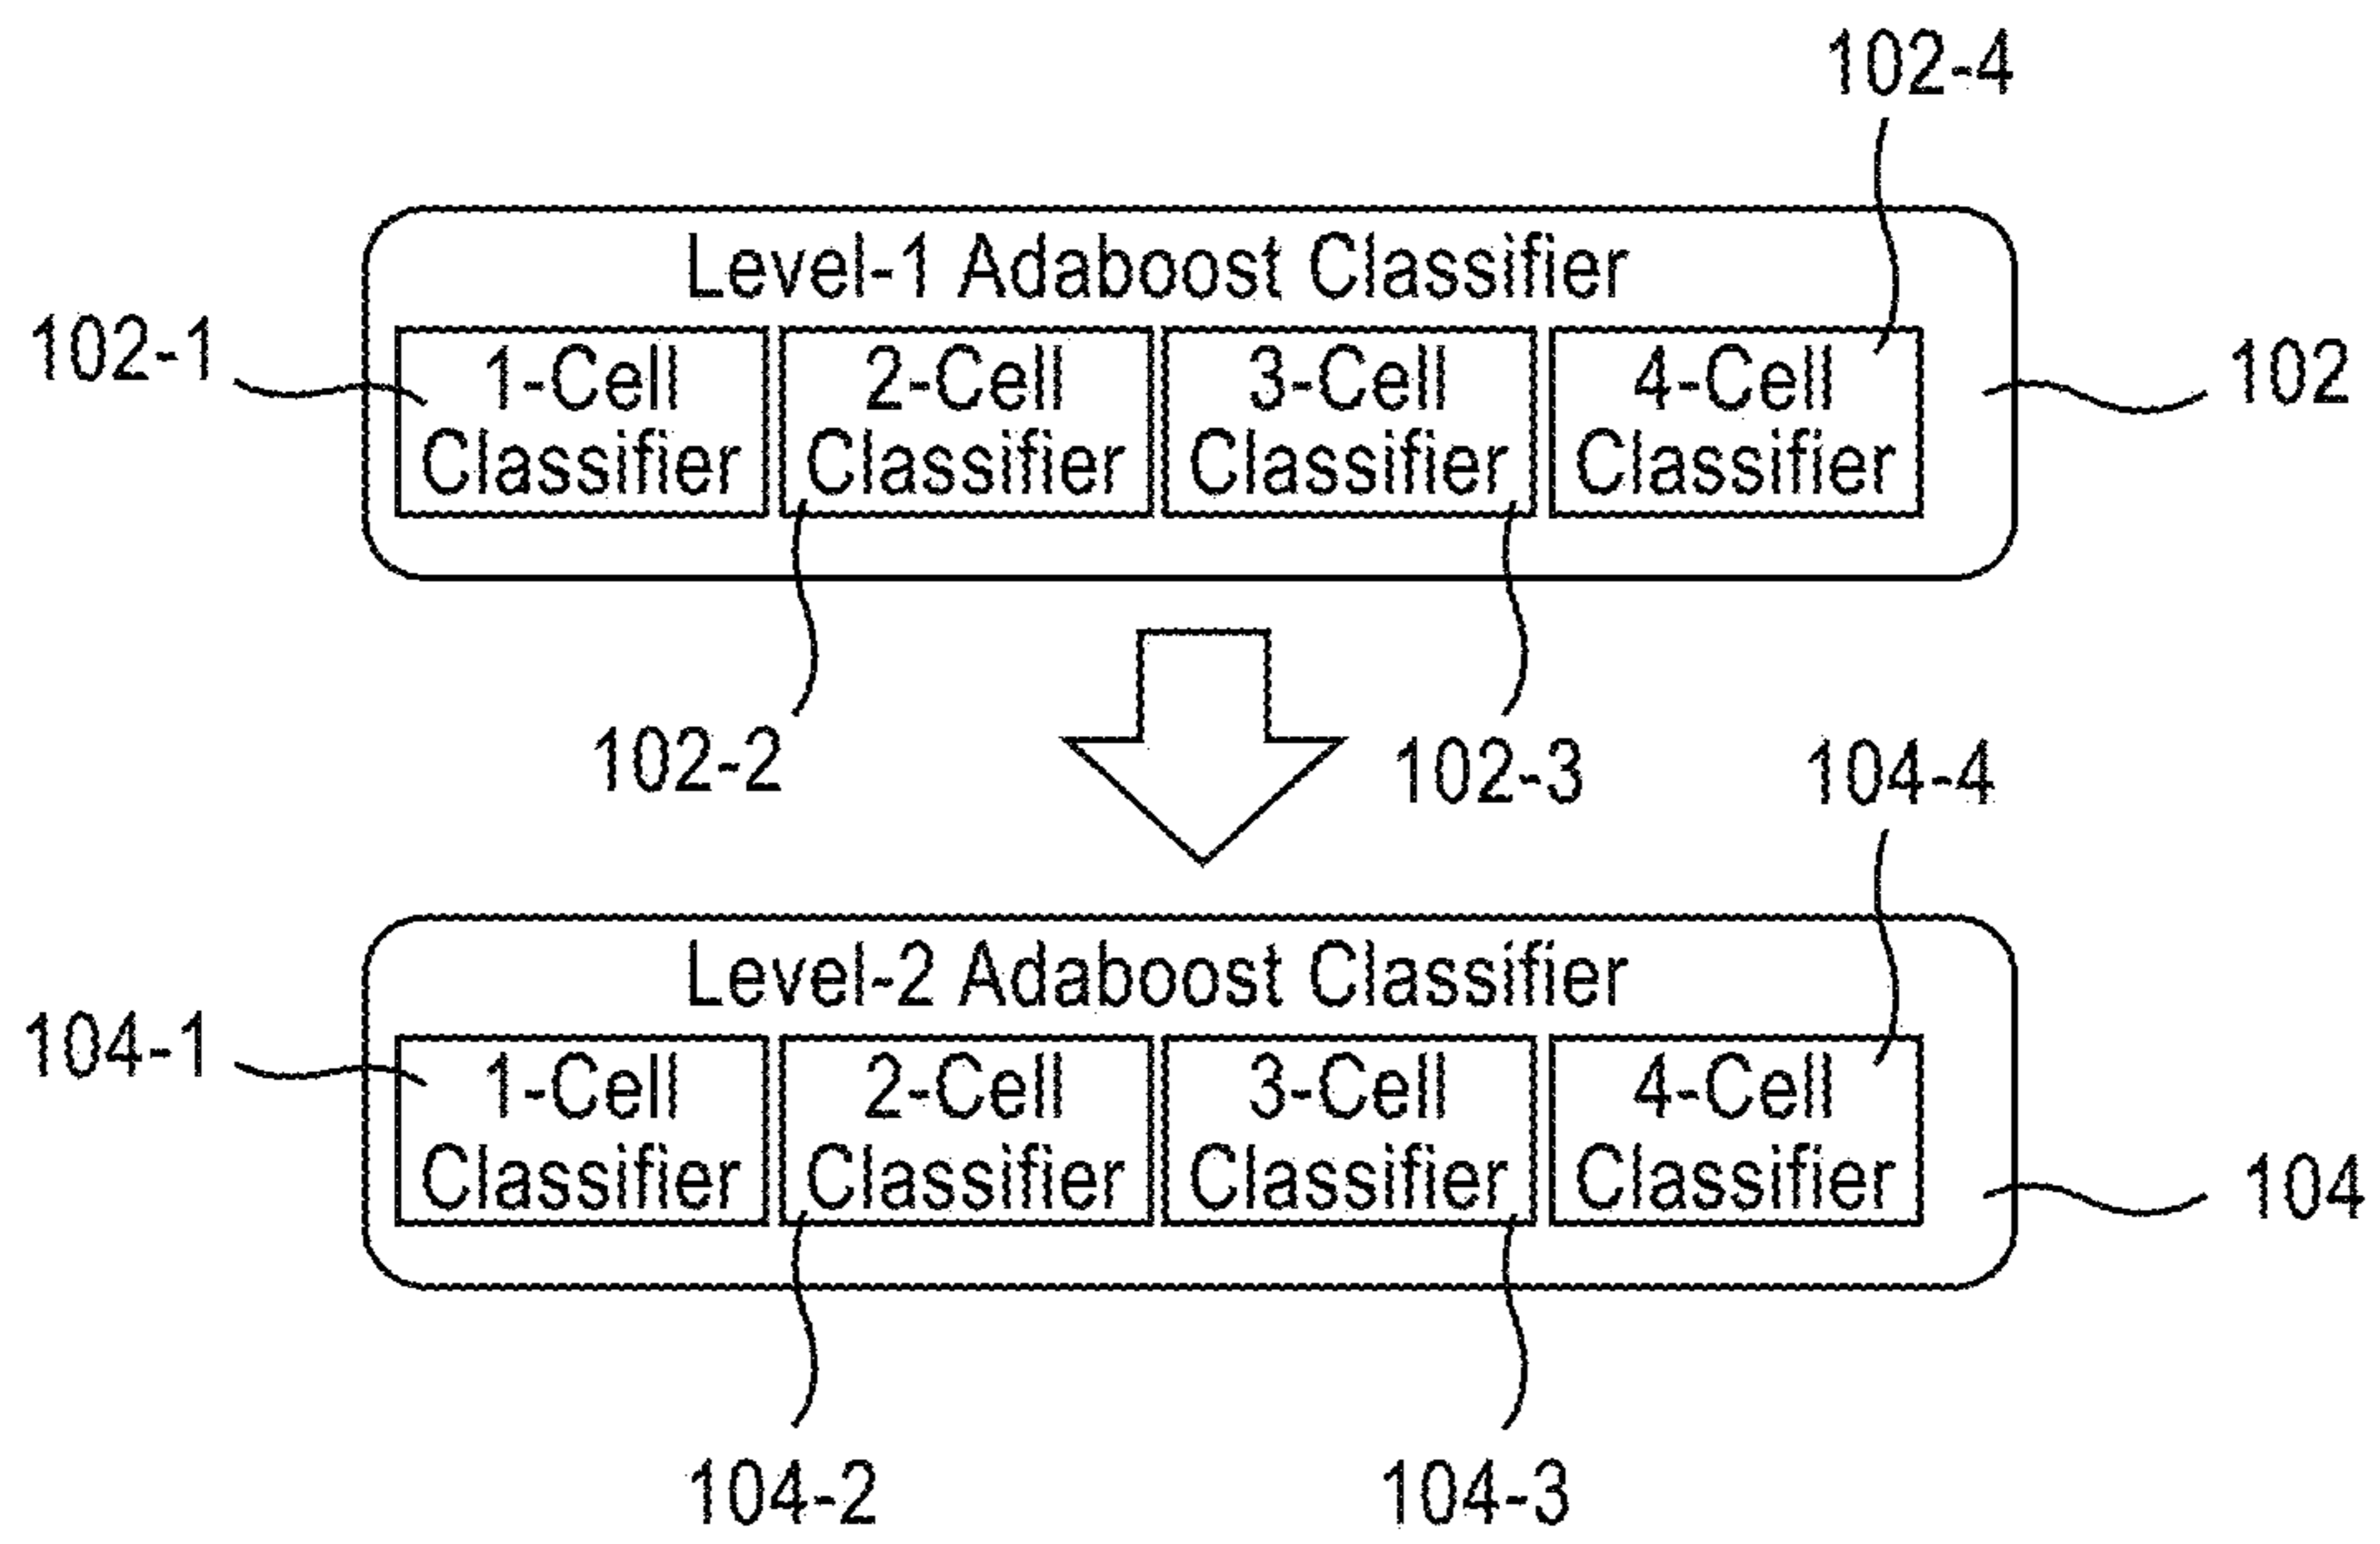 102-4
Level-1 Adaboost Classifier
102-1
1-Cell
Classifier
2-Cell
Classifier
3-Cell
Classifier
4-Cell
Classifier
102
102-2
102-3
104-4
Level-2 Adaboost Classifier
104-1
1-Cell
Classifier
2-Cell
Classifier
3-Cell
Classifier
4-Cell
Classifier
104
104-2
104-3